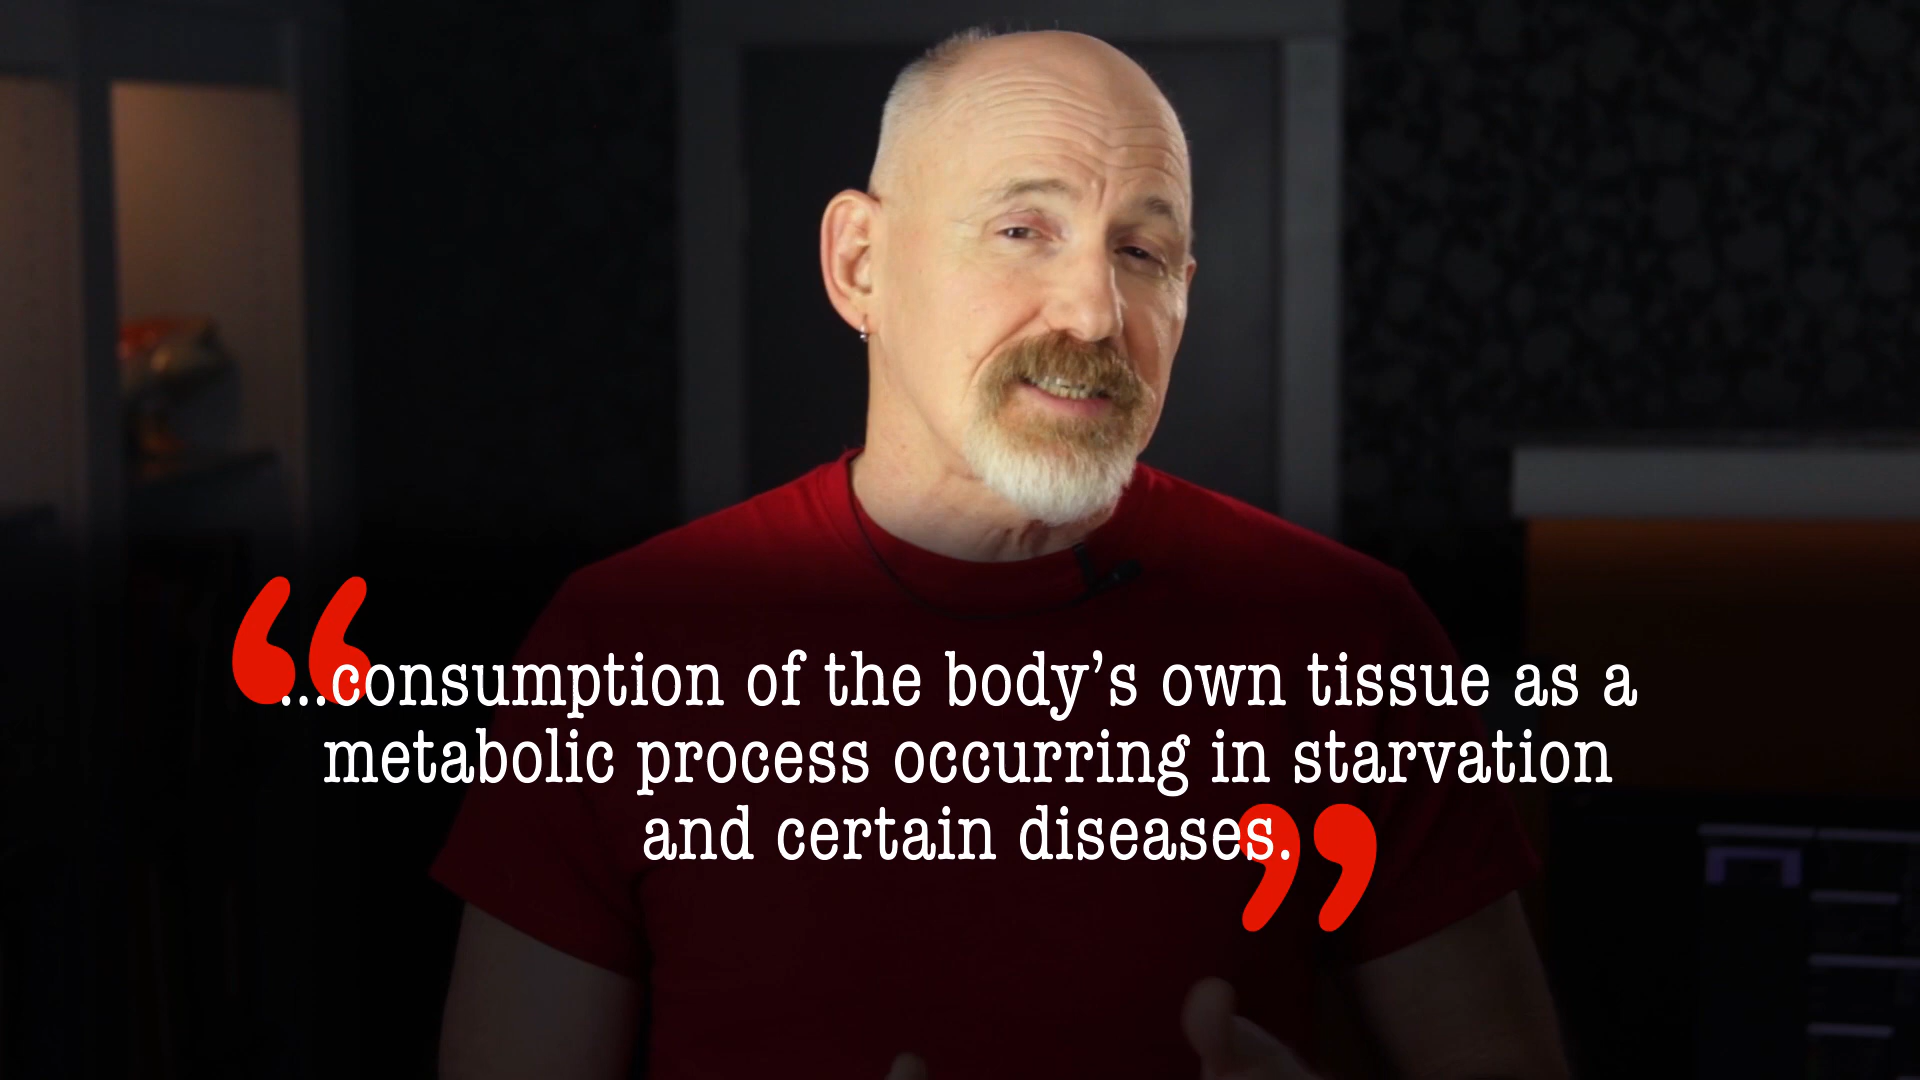 “...consumption of the body’s own tissue as a
metabolic process occurring in starvation
and certain diseases.”